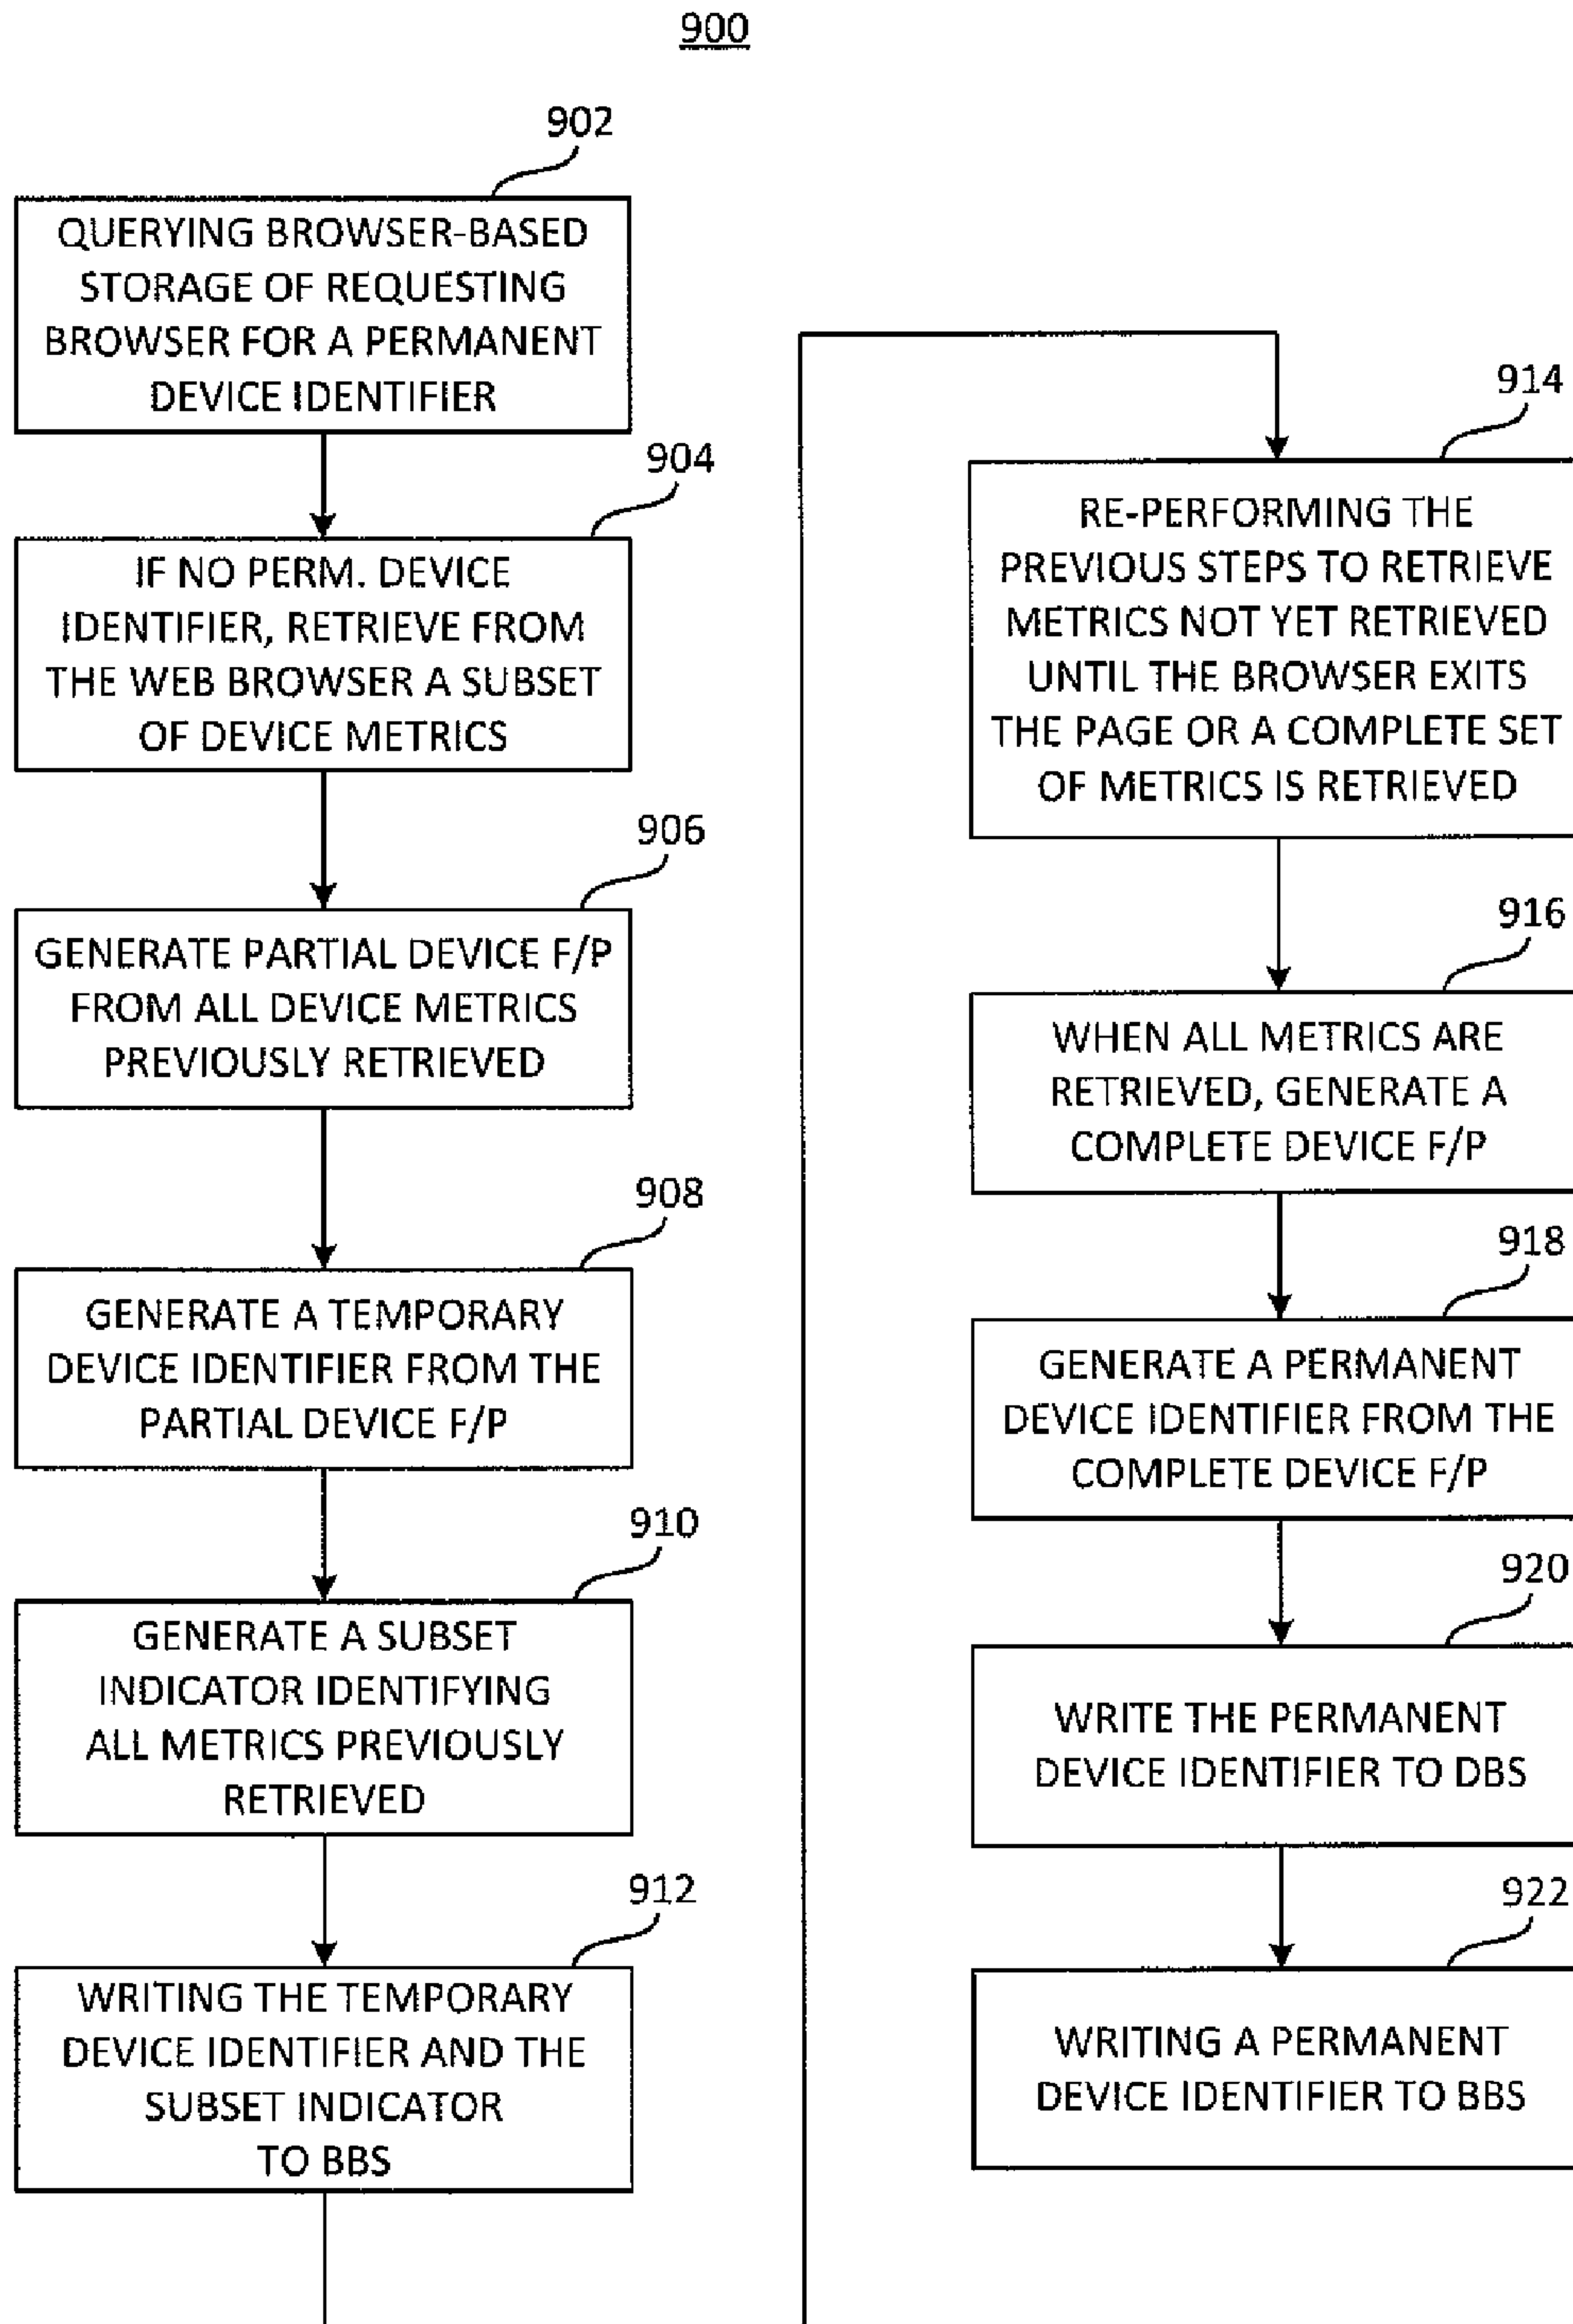 900
902
QUERYING BROWSER-BASED
STORAGE OF REQUESTING
BROWSER FOR A PERMANENT
DEVICE IDENTIFIER
904
IF NO PERM. DEVICE
IDENTIFIER, RETRIEVE FROM
THE WEB BROWSER A SUBSET
OF DEVICE METRICS
906
GENERATE PARTIAL DEVICE F/P
FROM ALL DEVICE METRICS
PREVIOUSLY RETRIEVED
908
GENERATE A TEMPORARY
DEVICE IDENTIFIER FROM THE
PARTIAL DEVICE F/P
910
GENERATE A SUBSET
INDICATOR IDENTIFYING
ALL METRICS PREVIOUSLY
RETRIEVED
912
WRITING THE TEMPORARY
DEVICE IDENTIFIER AND THE
SUBSET INDICATOR
TO BBS
914
RE-PERFORMING THE
PREVIOUS STEPS TO RETRIEVE
METRICS NOT YET RETRIEVED
UNTIL THE BROWSER EXITS
THE PAGE OR A COMPLETE SET
OF METRICS IS RETRIEVED
916
WHEN ALL METRICS ARE
RETRIEVED, GENERATE A
COMPLETE DEVICE F/P
918
GENERATE A PERMANENT
DEVICE IDENTIFIER FROM THE
COMPLETE DEVICE F/P
920
WRITE THE PERMANENT
DEVICE IDENTIFIER TO DBS
922
WRITING A PERMANENT
DEVICE IDENTIFIER TO BBS